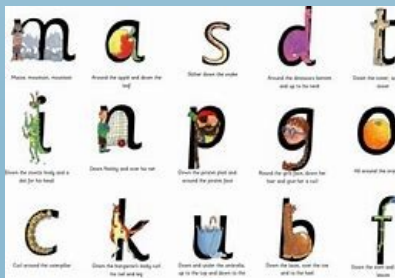 m a s d t
Maisie, mountain, mountain
Around the apple and down the
leaf
Slither down the snake
Around the dinosaurs bottom
and up to his neck
Down the tower, 
i n p g o
Down the insects body and a
dot for his head
Down Nobby and over his net
Down the pirates plait and
around the pirates face
Round the girls face, down her
hair and give her a curl
All around the
c k u b f
Curl around the caterpillar
Down the kangaroos body, tail
and leg
Down and under the umbrella,
up to the top and down to the
Down the laces, over the toe
and to the heel
Down the stem and